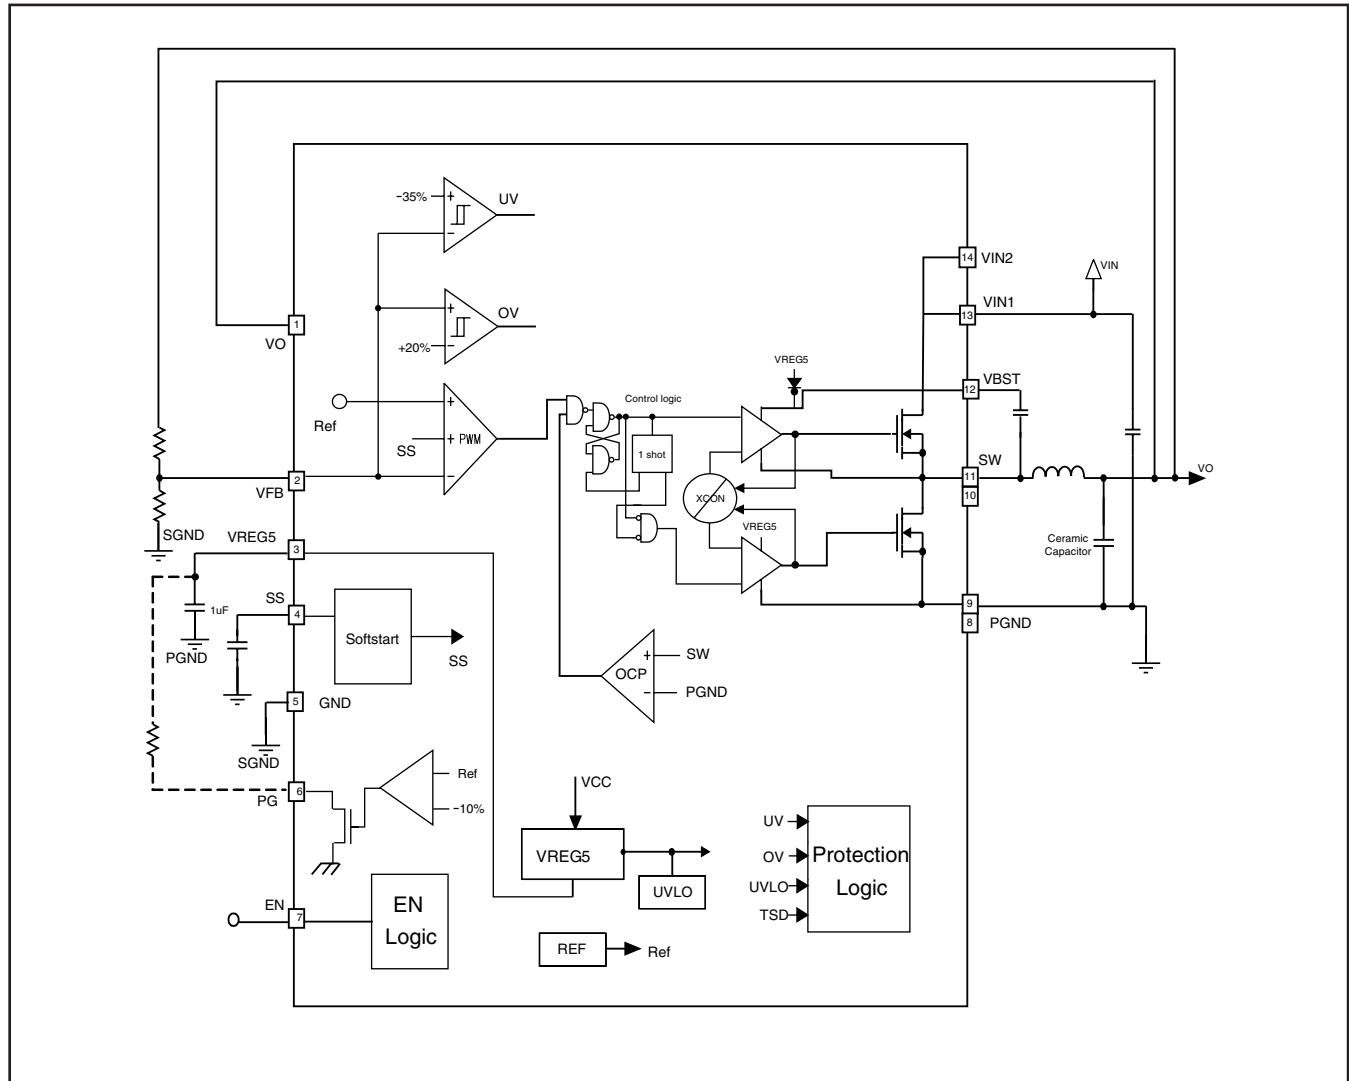 −35%
+
−
UV
+
−
+20%
OV
1
VO
Ref
SS
+
+
−
PWM
Control logic
1 shot
XCON
VREG5
VREG5
14
VIN2
13
VIN1
VIN
12
VBST
SW
11
10
VO
Ceramic
Capacitor
9
8
PGND
2
VFB
SGND
VREG5
3
1uF
PGND
SS
4
Softstart
SS
5
GND
SGND
OCP
+
−
SW
PGND
6
PG
Ref
−10%
EN
7
EN
Logic
VCC
VREG5
UVLO
REF
Ref
UV
OV
UVLO
TSD
Protection
Logic